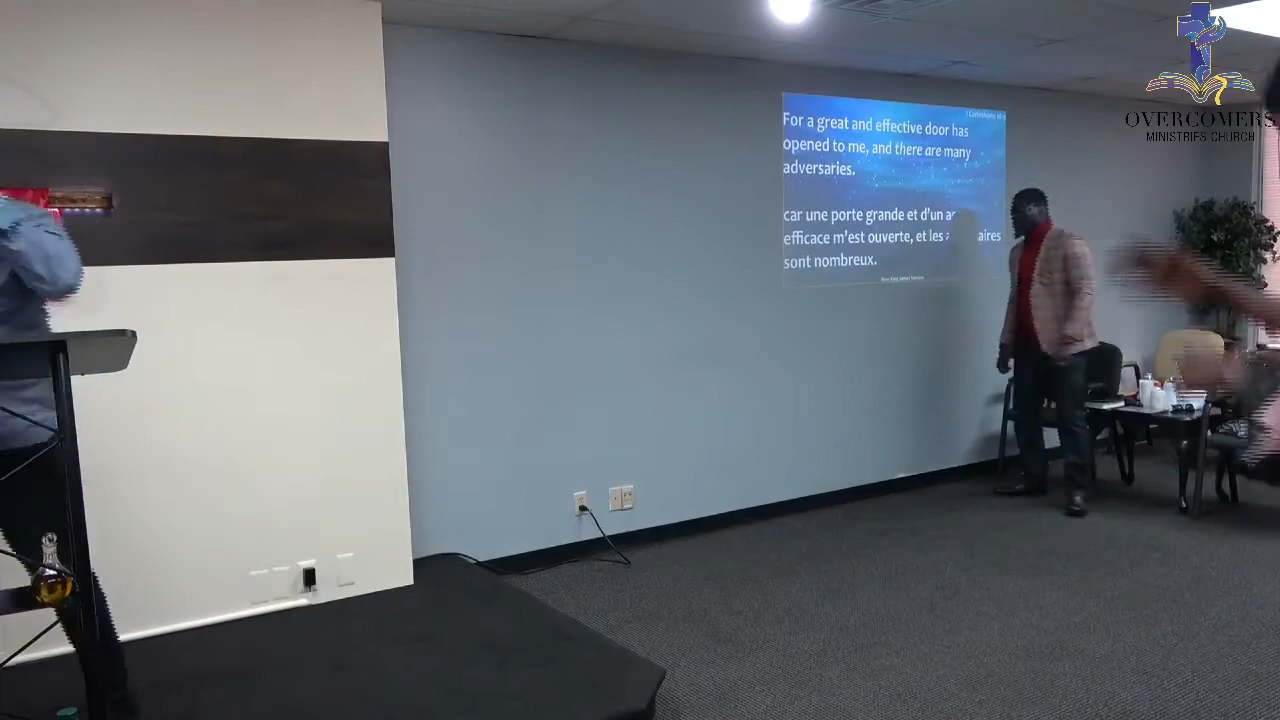 For a great and effective door has
opened to me, and there are many
adversaries.
car une porte grande et d'un
efficace m'est ouverte, et les
sont nombreux.
OVERCOMERS
MINISTRIES CHURCH